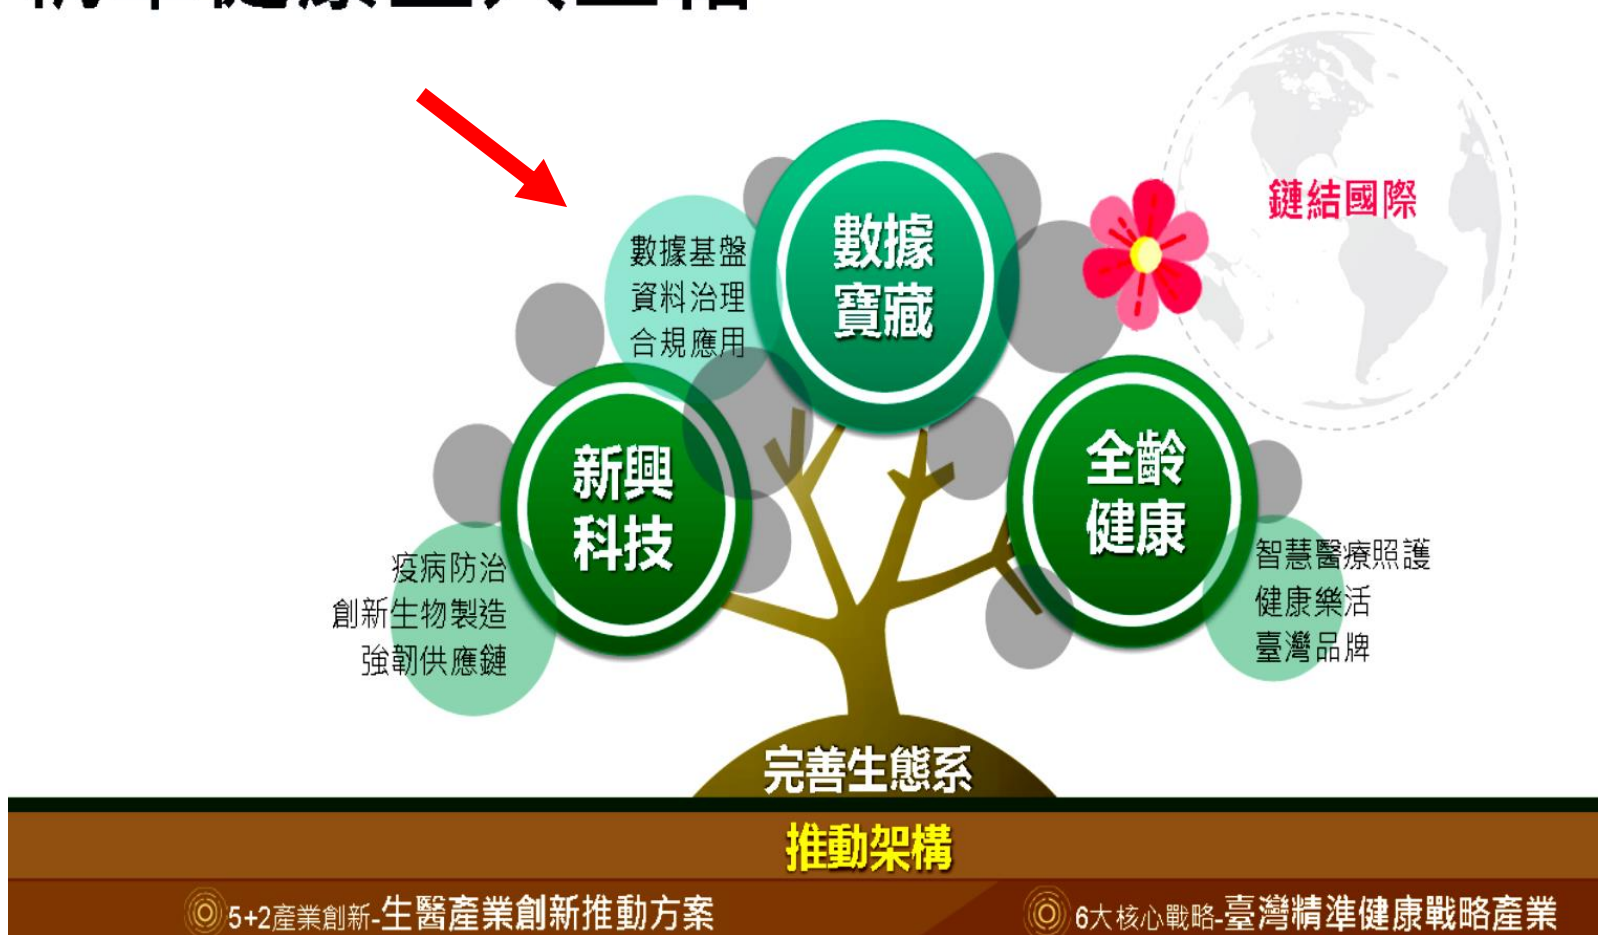 鏈結國際
數據
寶藏
數據基盤
資料治理
合規應用
新興
科技
疫病防治
創新生物製造
強韌供應鏈
全齡
健康
智慧醫療照護
健康樂活
臺灣品牌
完善生態系
推動架構
5+2產業創新-生醫產業創新推動方案
6大核心戰略-臺灣精準健康戰略產業